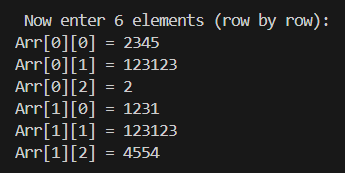 Now enter 6 elements (row by row):
Arr[0][0] = 2345
Arr[0][1] = 123123
Arr[0][2] = 2
Arr[1][0] = 1231
Arr[1][1] = 123123
Arr[1][2] = 4554